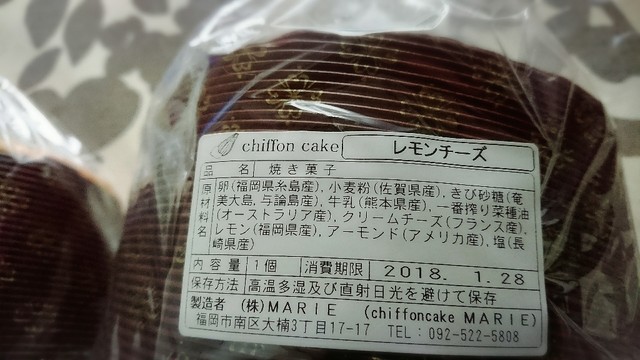 chiffon cake レモンチーズ
品名 焼き菓子
原材料名 卵(福岡県糸島産), 小麦粉(佐賀県産), きび砂糖(奄
美大島, 与論島産), 牛乳(熊本県産), 一番搾り菜種油
(オーストラリア産), クリームチーズ(フランス産),
レモン(福岡県産), アーモンド(アメリカ産), 塩(長
崎県産)
内容量 1個 消費期限 2018. 1. 28
保存方法 高温多湿及び直射日光を避けて保存
製造者 (株)MARIE (chiffoncake MARIE)
福岡市南区大楠3丁目17-17 TEL:092-522-5808